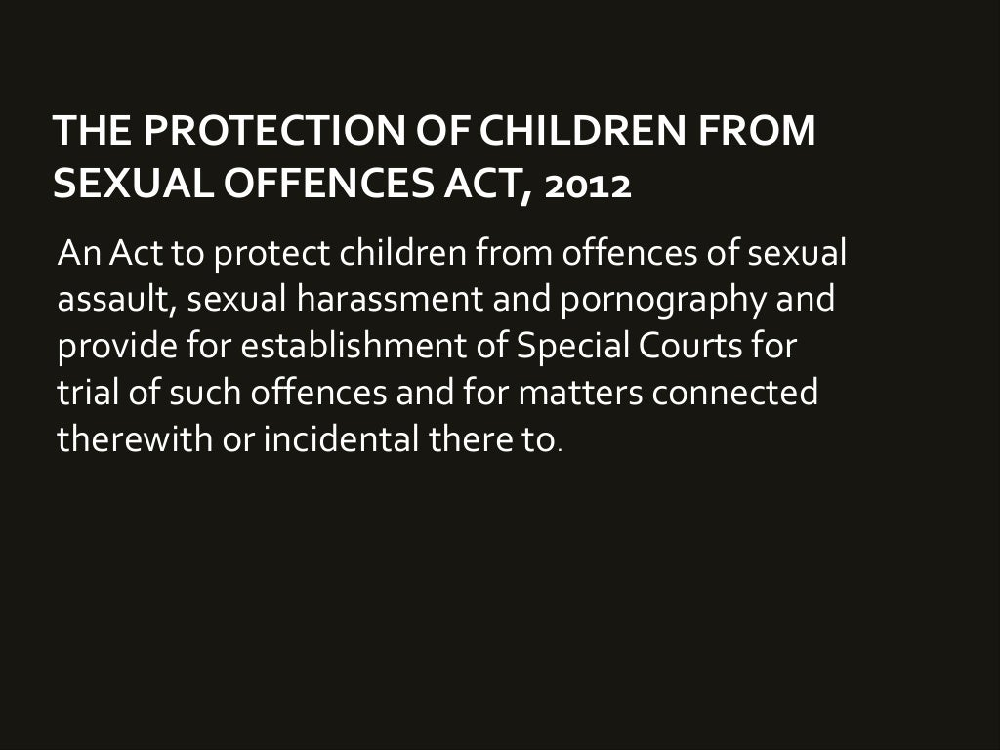 THE PROTECTION OF CHILDREN FROM
SEXUAL OFFENCES ACT, 2012
An Act to protect children from offences of sexual
assault, sexual harassment and pornography and
provide for establishment of Special Courts for
trial of such offences and for matters connected
therewith or incidental there to.